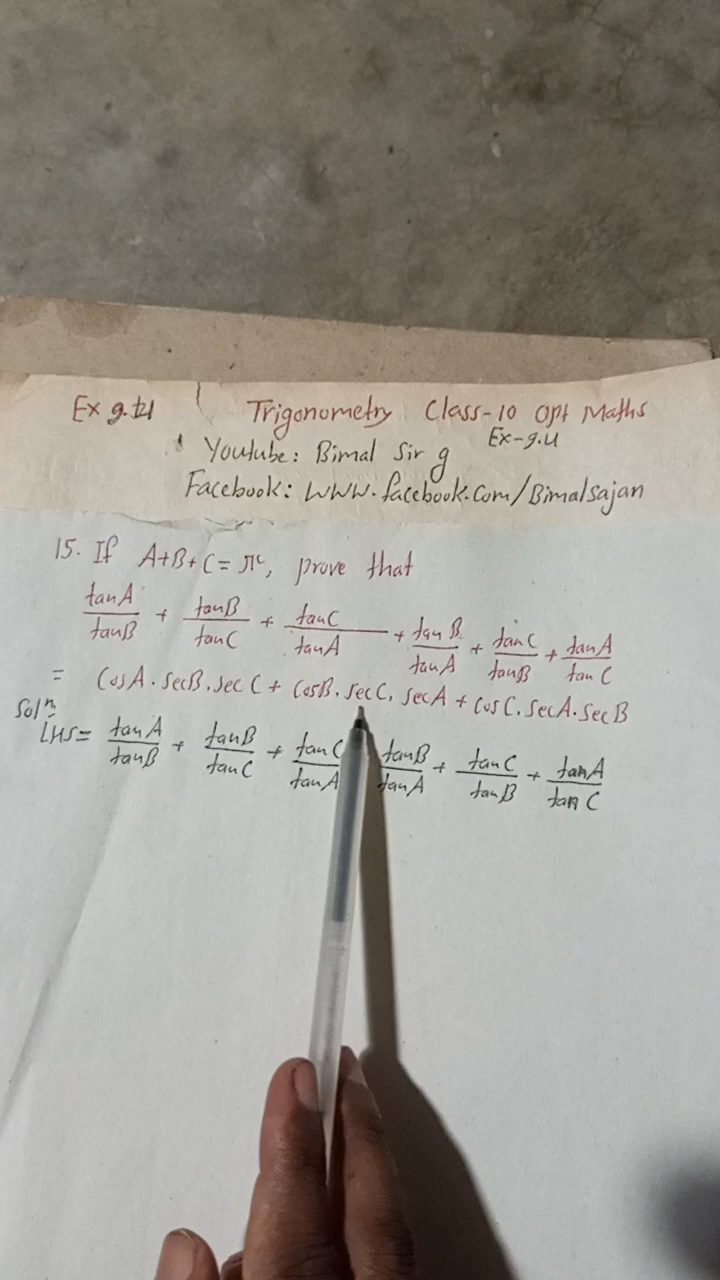 Ex 9.4 Trigonometry Class-10 Opt Maths
Ex-9.4
Youtube: Bimal Sir g
Facebook: WWW.facebook.Com/Bimalsajan
15. If A+B+C = πᶜ, prove that
tanA/tanB + tanB/tanC + tanC/tanA + tanB/tanA + tanC/tanB + tanA/tanC
= CosA.secB.secC + CosB.secC.secA + CosC.secA.secB
Solⁿ:
LHS = tanA/tanB + tanB/tanC + tanC/tanA tanB/tanA + tanC/tanB + tanA/tanC